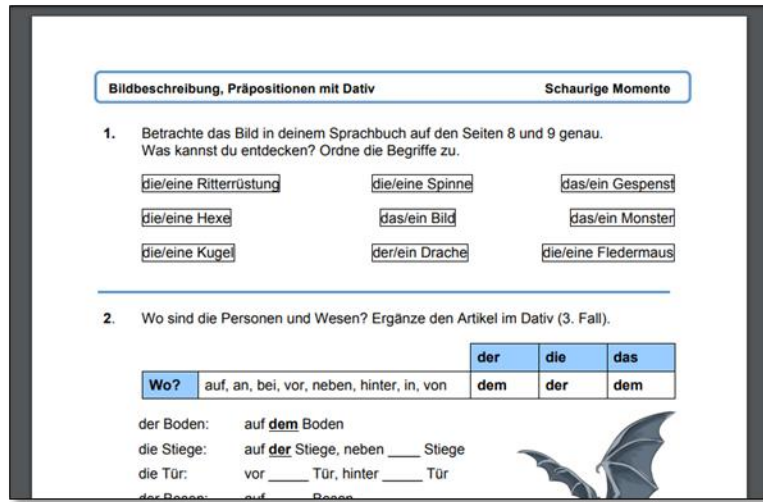 Bildbeschreibung, Präpositionen mit Dativ Schaurige Momente
1. Betrachte das Bild in deinem Sprachbuch auf den Seiten 8 und 9 genau.
Was kannst du entdecken? Ordne die Begriffe zu.
die/eine Ritterrüstung die/eine Spinne das/ein Gespenst
die/eine Hexe das/ein Bild das/ein Monster
die/eine Kugel der/ein Drache die/eine Fledermaus
2. Wo sind die Personen und Wesen? Ergänze den Artikel im Dativ (3. Fall).
der die das
Wo? auf, an, bei, vor, neben, hinter, in, von dem der dem
der Boden: auf dem Boden
die Stiege: auf der Stiege, neben ____ Stiege
die Tür: vor _____ Tür, hinter _____ Tür